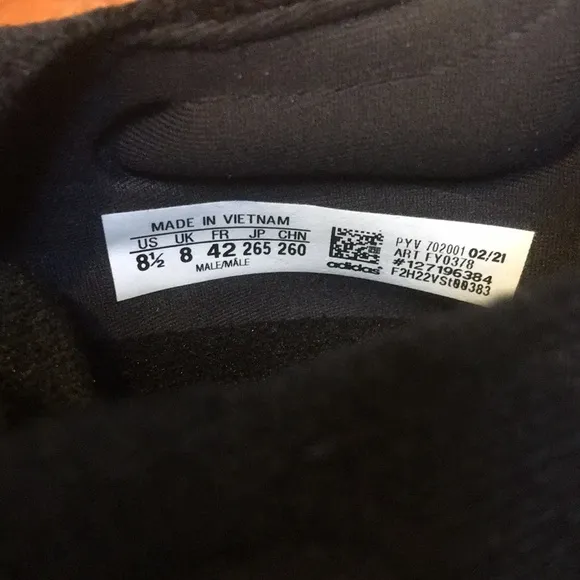 MADE IN VIETNAM
US UK FR JP CHN
8½ 8 42 265 260
MALE/MÂLE
adidas
PYV 702001 02/21
ART FY0378
#127196384